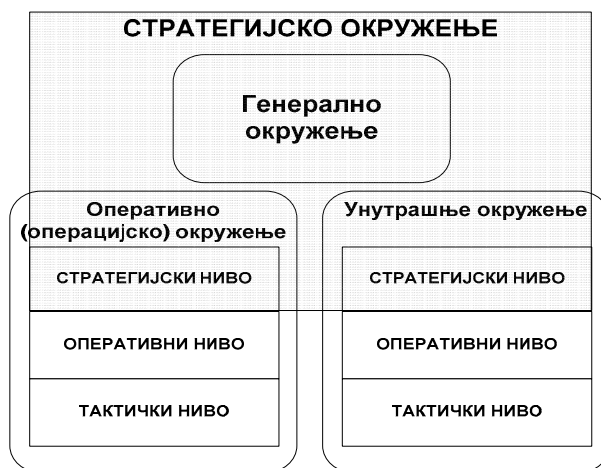 СТРАТЕГИЈСКО ОКРУЖЕЊЕ
Генерално
окружење
Оперативно
(операцијско) окружење
СТРАТЕГИЈСКИ НИВО
ОПЕРАТИВНИ НИВО
ТАКТИЧКИ НИВО
Унутрашње окружење
СТРАТЕГИЈСКИ НИВО
ОПЕРАТИВНИ НИВО
ТАКТИЧКИ НИВО